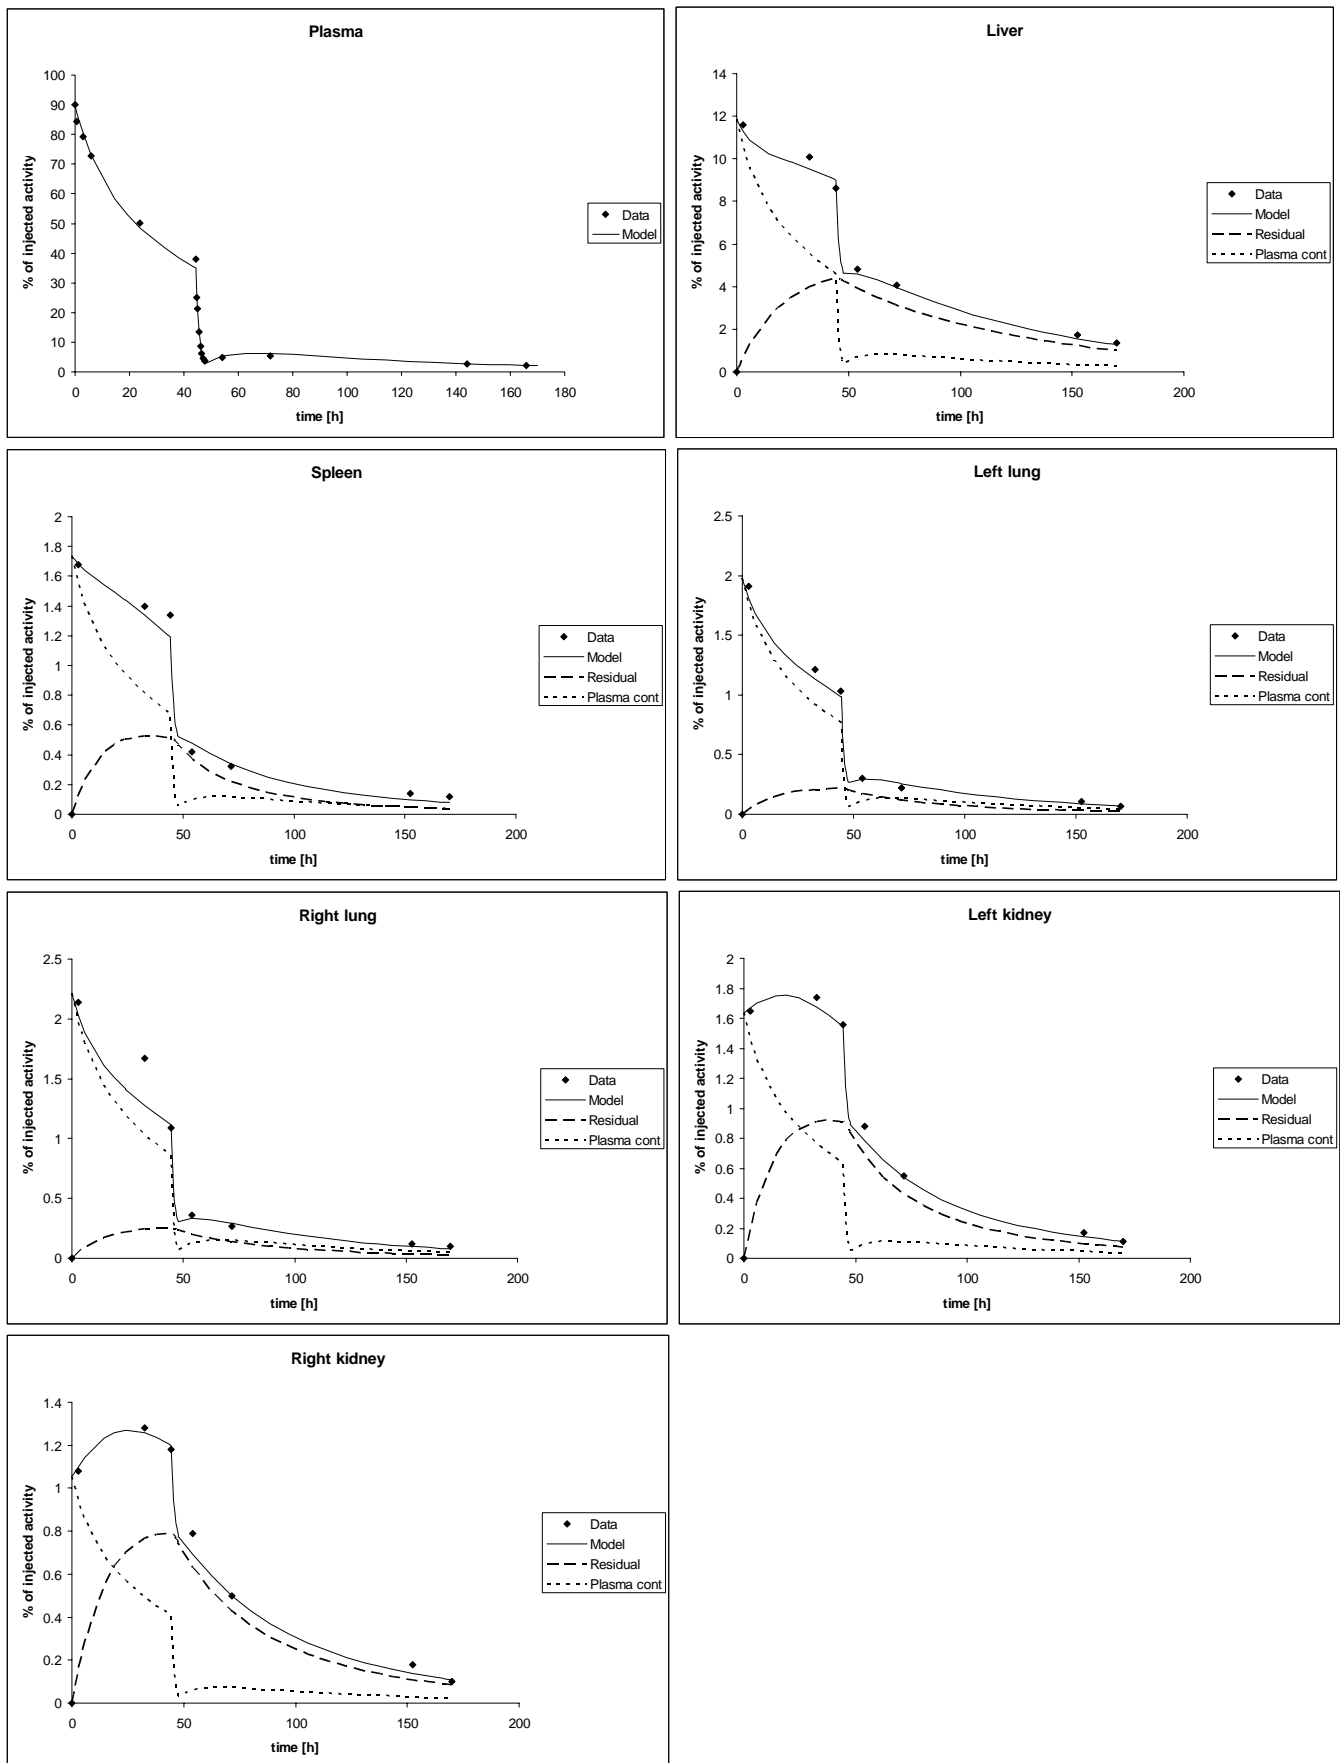 Plasma
% of injected activity
100
90
80
70
60
50
40
30
20
10
0
0 20 40 60 80 100 120 140 160 180
time [h]
Data
Model
Liver
% of injected activity
14
12
10
8
6
4
2
0
0 50 100 150 200
time [h]
Data
Model
Residual
Plasma cont
Spleen
% of injected activity
2
1.8
1.6
1.4
1.2
1
0.8
0.6
0.4
0.2
0
0 50 100 150 200
time [h]
Data
Model
Residual
Plasma cont
Left lung
% of injected activity
2.5
2
1.5
1
0.5
0
0 50 100 150 200
time [h]
Data
Model
Residual
Plasma cont
Right lung
% of injected activity
2.5
2
1.5
1
0.5
0
0 50 100 150 200
time [h]
Data
Model
Residual
Plasma cont
Left kidney
% of injected activity
2
1.8
1.6
1.4
1.2
1
0.8
0.6
0.4
0.2
0
0 50 100 150 200
time [h]
Data
Model
Residual
Plasma cont
Right kidney
% of injected activity
1.4
1.2
1
0.8
0.6
0.4
0.2
0
0 50 100 150 200
time [h]
Data
Model
Residual
Plasma cont